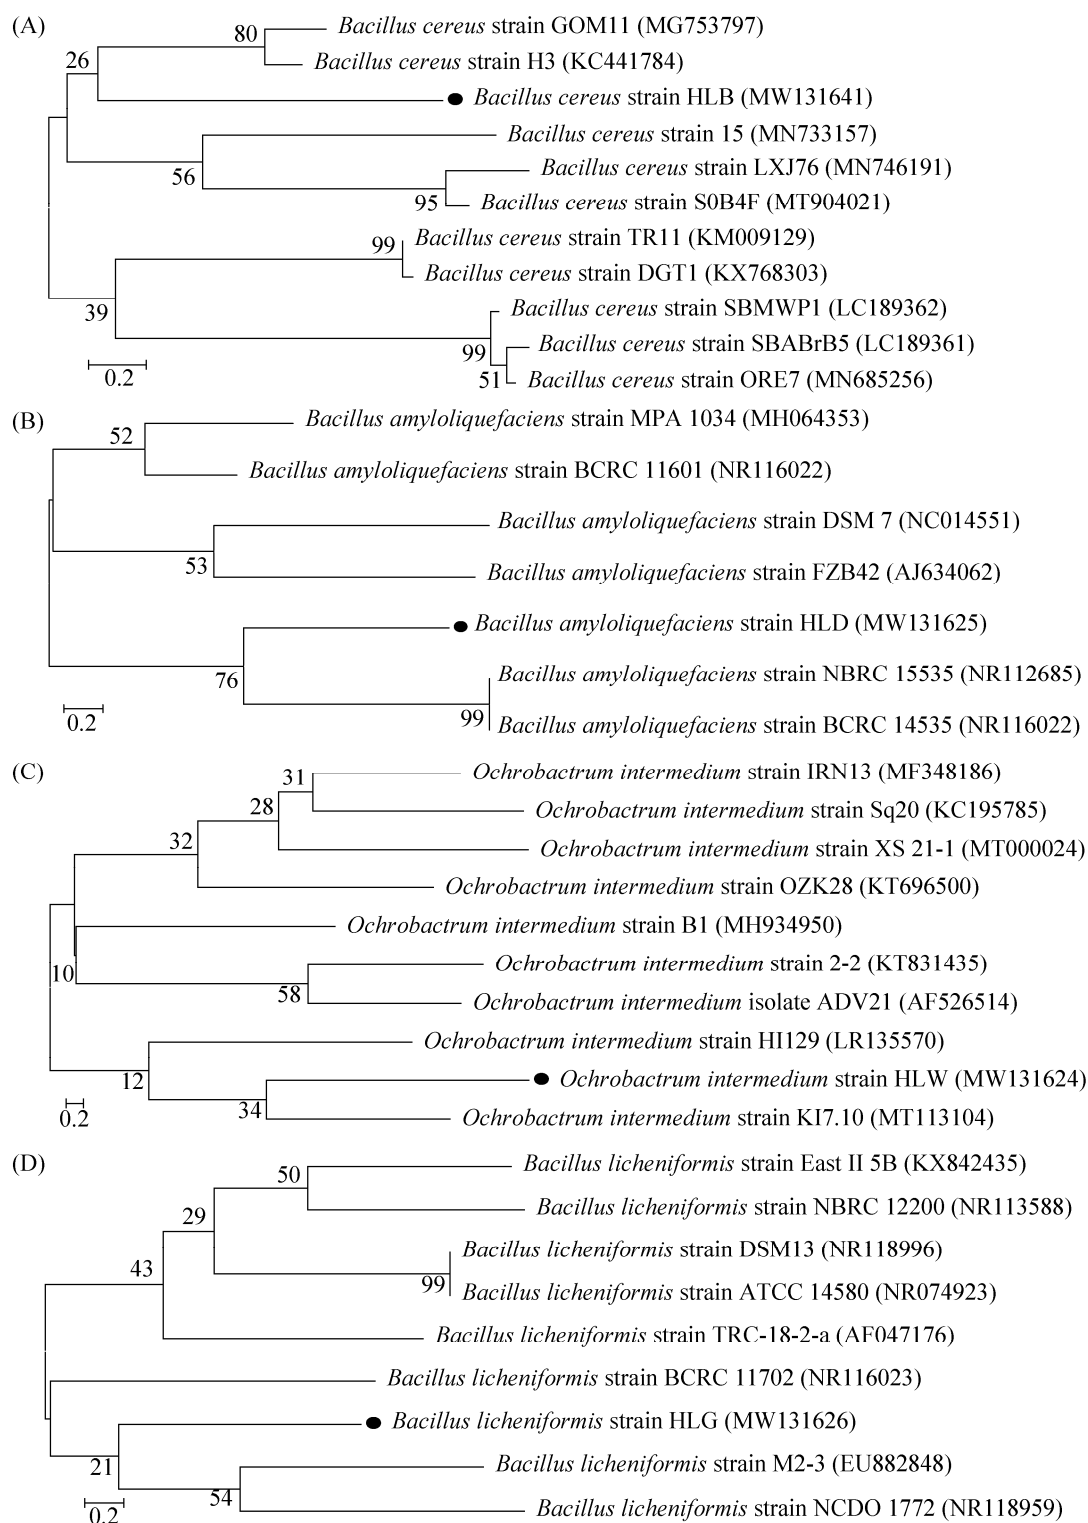 (A)
Bacillus cereus strain GOM11 (MG753797)
80
Bacillus cereus strain H3 (KC441784)
26
Bacillus cereus strain HLB (MW131641)
Bacillus cereus strain 15 (MN733157)
56
Bacillus cereus strain LXJ76 (MN746191)
95
Bacillus cereus strain S0B4F (MT904021)
99
Bacillus cereus strain TR11 (KM009129)
Bacillus cereus strain DGT1 (KX768303)
39
Bacillus cereus strain SBMWP1 (LC189362)
99
Bacillus cereus strain SBABrB5 (LC189361)
51
Bacillus cereus strain ORE7 (MN685256)
0.2
(B)
Bacillus amyloliquefaciens strain MPA 1034 (MH064353)
52
Bacillus amyloliquefaciens strain BCRC 11601 (NR116022)
Bacillus amyloliquefaciens strain DSM 7 (NC014551)
53
Bacillus amyloliquefaciens strain FZB42 (AJ634062)
Bacillus amyloliquefaciens strain HLD (MW131625)
76
Bacillus amyloliquefaciens strain NBRC 15535 (NR112685)
99
Bacillus amyloliquefaciens strain BCRC 14535 (NR116022)
0.2
(C)
31
Ochrobactrum intermedium strain IRN13 (MF348186)
28
Ochrobactrum intermedium strain Sq20 (KC195785)
32
Ochrobactrum intermedium strain XS 21-1 (MT000024)
Ochrobactrum intermedium strain OZK28 (KT696500)
Ochrobactrum intermedium strain B1 (MH934950)
10
Ochrobactrum intermedium strain 2-2 (KT831435)
58
Ochrobactrum intermedium isolate ADV21 (AF526514)
Ochrobactrum intermedium strain HI129 (LR135570)
12
Ochrobactrum intermedium strain HLW (MW131624)
34
Ochrobactrum intermedium strain KI7.10 (MT113104)
0.2
(D)
Bacillus licheniformis strain East II 5B (KX842435)
50
Bacillus licheniformis strain NBRC 12200 (NR113588)
29
Bacillus licheniformis strain DSM13 (NR118996)
43
99
Bacillus licheniformis strain ATCC 14580 (NR074923)
Bacillus licheniformis strain TRC-18-2-a (AF047176)
Bacillus licheniformis strain BCRC 11702 (NR116023)
Bacillus licheniformis strain HLG (MW131626)
21
Bacillus licheniformis strain M2-3 (EU882848)
54
Bacillus licheniformis strain NCDO 1772 (NR118959)
0.2